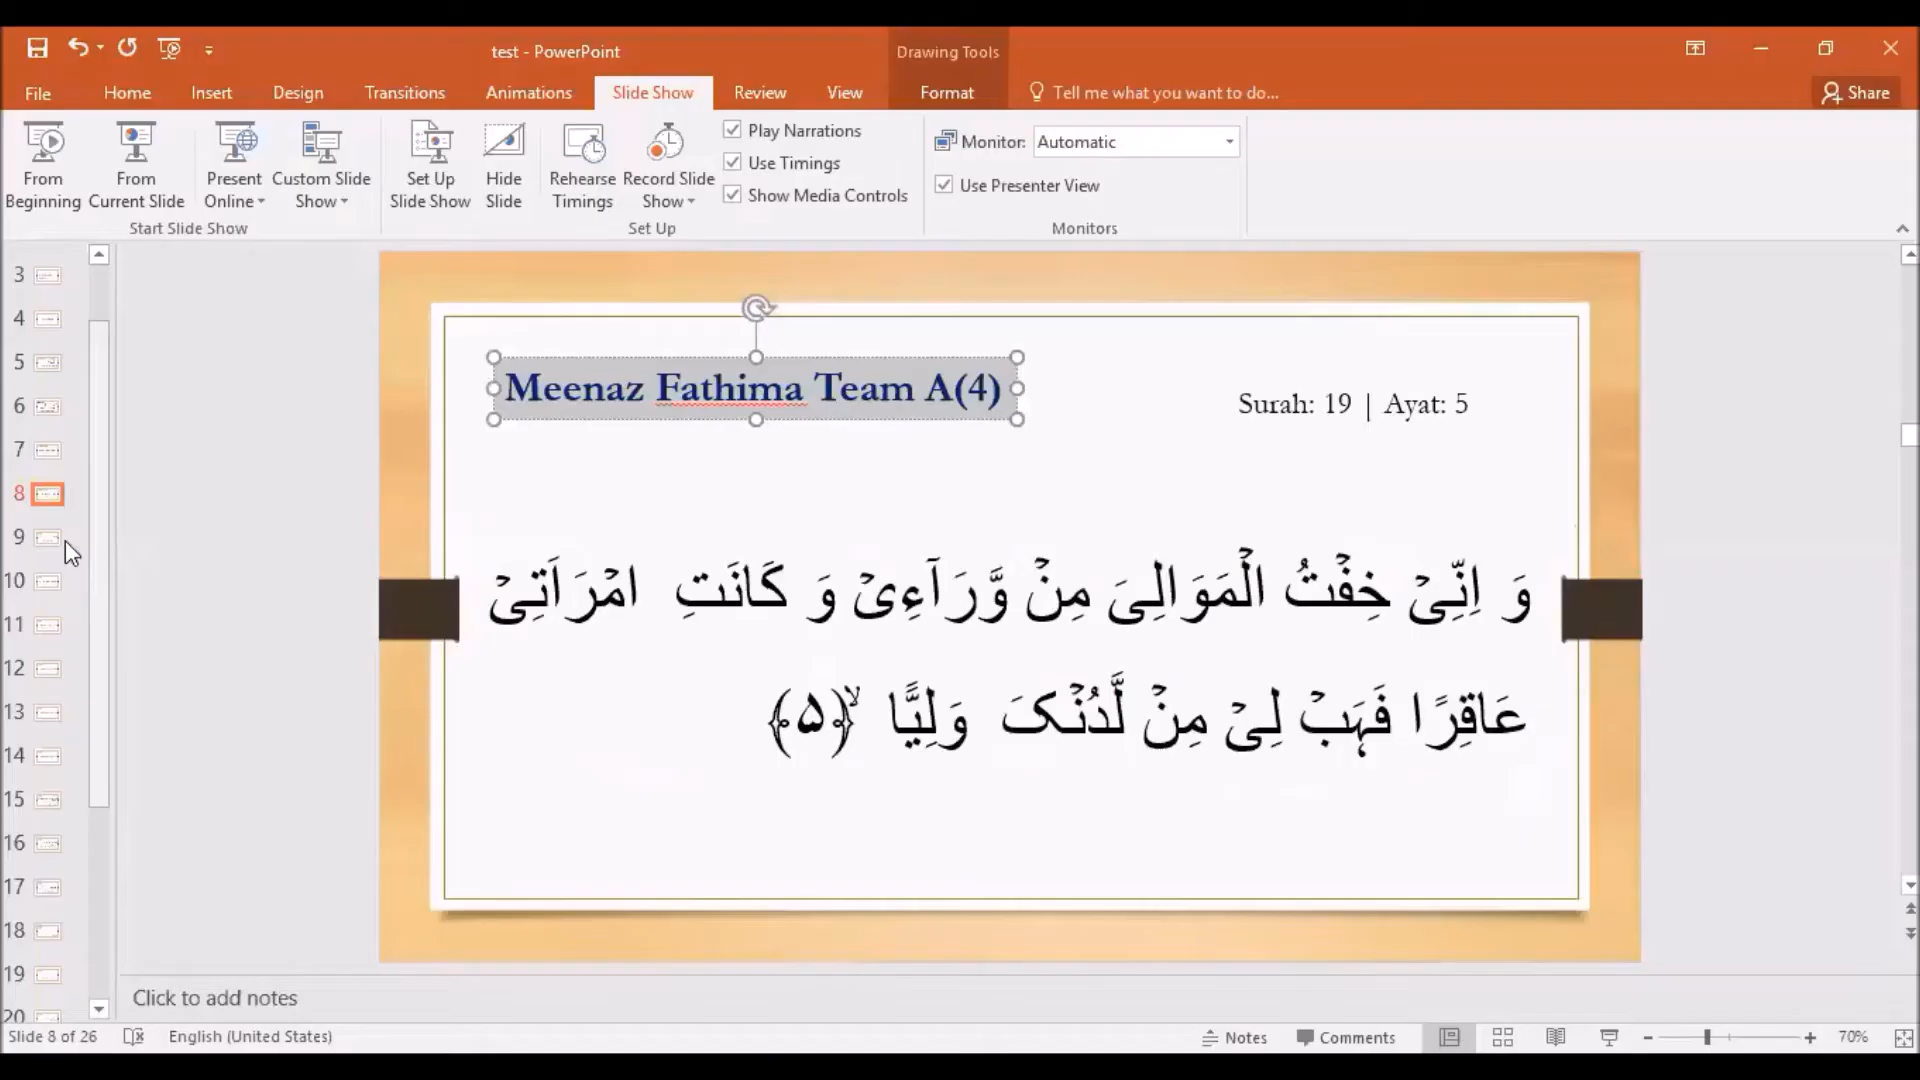 test - PowerPoint
Drawing Tools
File
Home
Insert
Design
Transitions
Animations
Slide Show
Review
View
Format
Tell me what you want to do...
Share
From Beginning
From Current Slide
Present Online
Custom Slide Show
Start Slide Show
Set Up Slide Show
Hide Slide
Rehearse Timings
Record Slide Show
Play Narrations
Use Timings
Show Media Controls
Set Up
Monitor: Automatic
Use Presenter View
Monitors
3
4
5
6
7
8
9
10
11
12
13
14
15
16
17
18
19
20
Meenaz Fathima Team A(4)
Surah: 19 | Ayat: 5
وَ اِنِّیۡ خِفۡتُ الۡمَوَالِیَ مِنۡ وَّرَآءِیۡ وَ کَانَتِ امۡرَاَتِیۡ
عَاقِرًا فَہَبۡ لِیۡ مِنۡ لَّدُنۡکَ وَلِیًّا ۙ﴿۵﴾
Click to add notes
Slide 8 of 26
English (United States)
Notes
Comments
70%